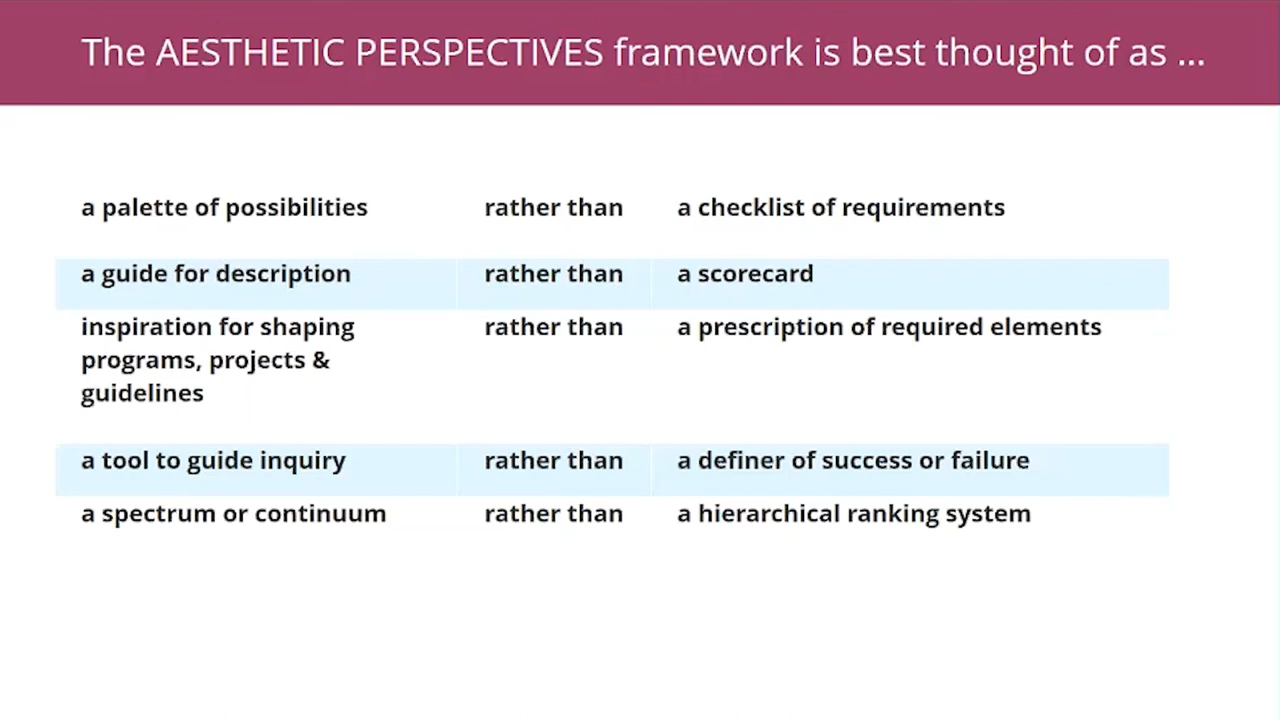 The AESTHETIC PERSPECTIVES framework is best thought of as ...
a palette of possibilities rather than a checklist of requirements
a guide for description rather than a scorecard
inspiration for shaping rather than a prescription of required elements
programs, projects &
guidelines
a tool to guide inquiry rather than a definer of success or failure
a spectrum or continuum rather than a hierarchical ranking system